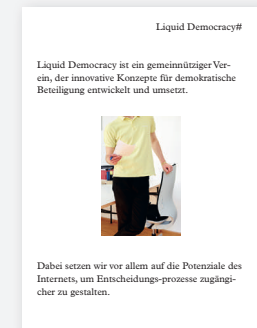 Liquid Democracy#
Liquid Democracy ist ein gemeinnütziger Ver-
ein, der innovative Konzepte für demokratische
Beteiligung entwickelt und umsetzt.
Dabei setzen wir vor allem auf die Potenziale des
Internets, um Entscheidungs-prozesse zugängi-
cher zu gestalten.